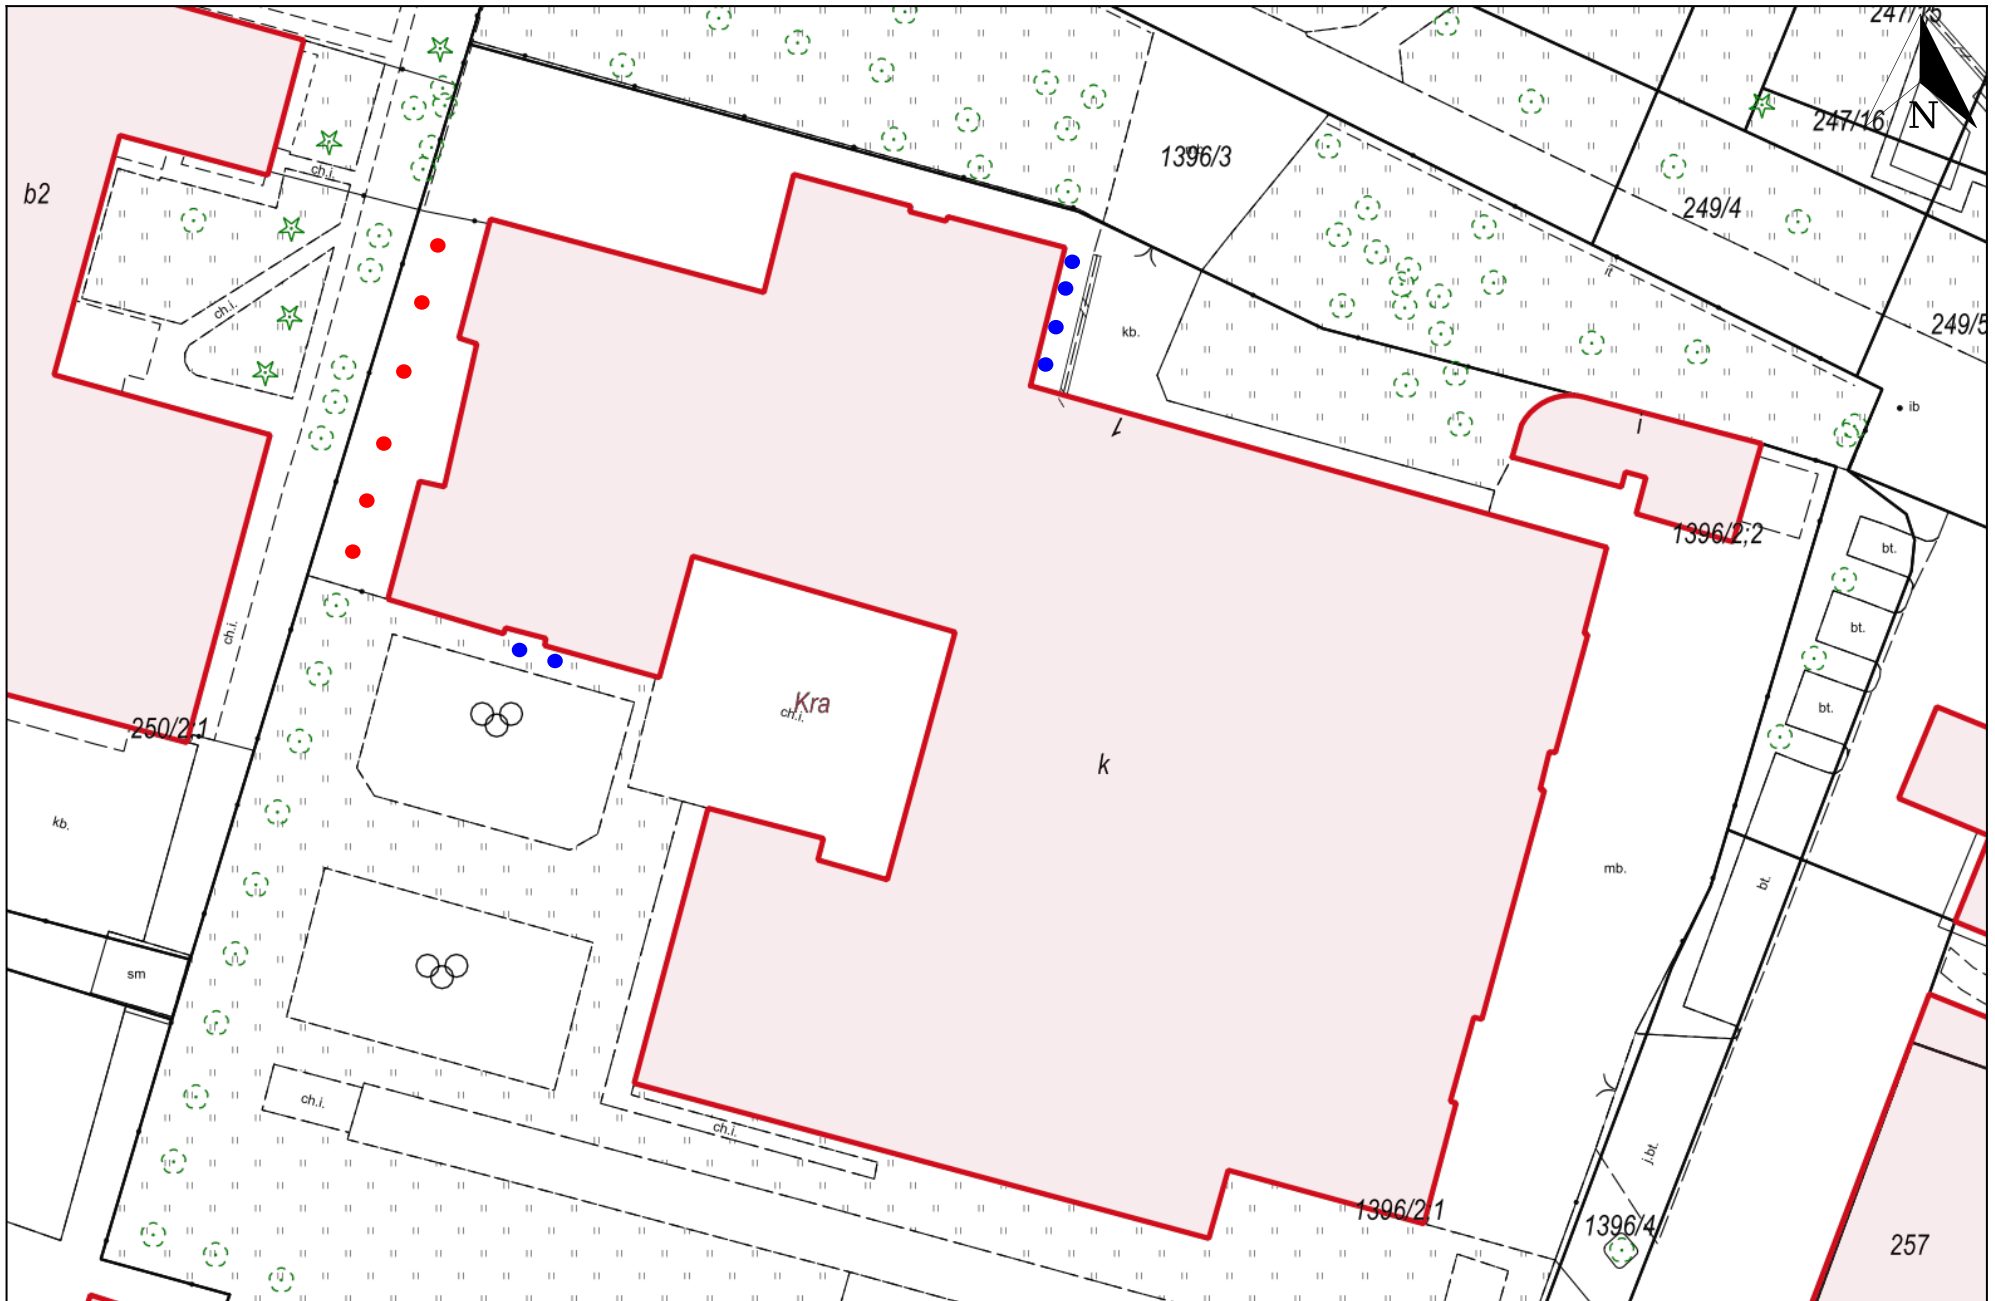 247/15
N
247/16
b2
ch.i.
1396/3
249/4
ch.i.
kb.
249/5
ib
1
1396/2;2
bt.
bt.
bt.
ch.i.
Kra
ch.i.
250/2;1
k
kb.
mb.
bt.
sm
ch.i.
ch.i.
j.bt.
1396/2;1
1396/4
257